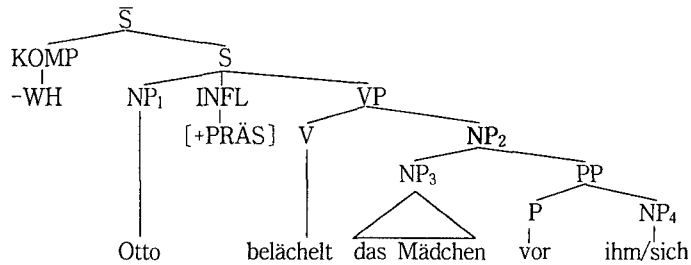 S̄
KOMP S
-WH NP₁ INFL VP
[+PRÄS] V NP₂
NP₃ PP
P NP₄
Otto belächelt das Mädchen vor ihm/sich